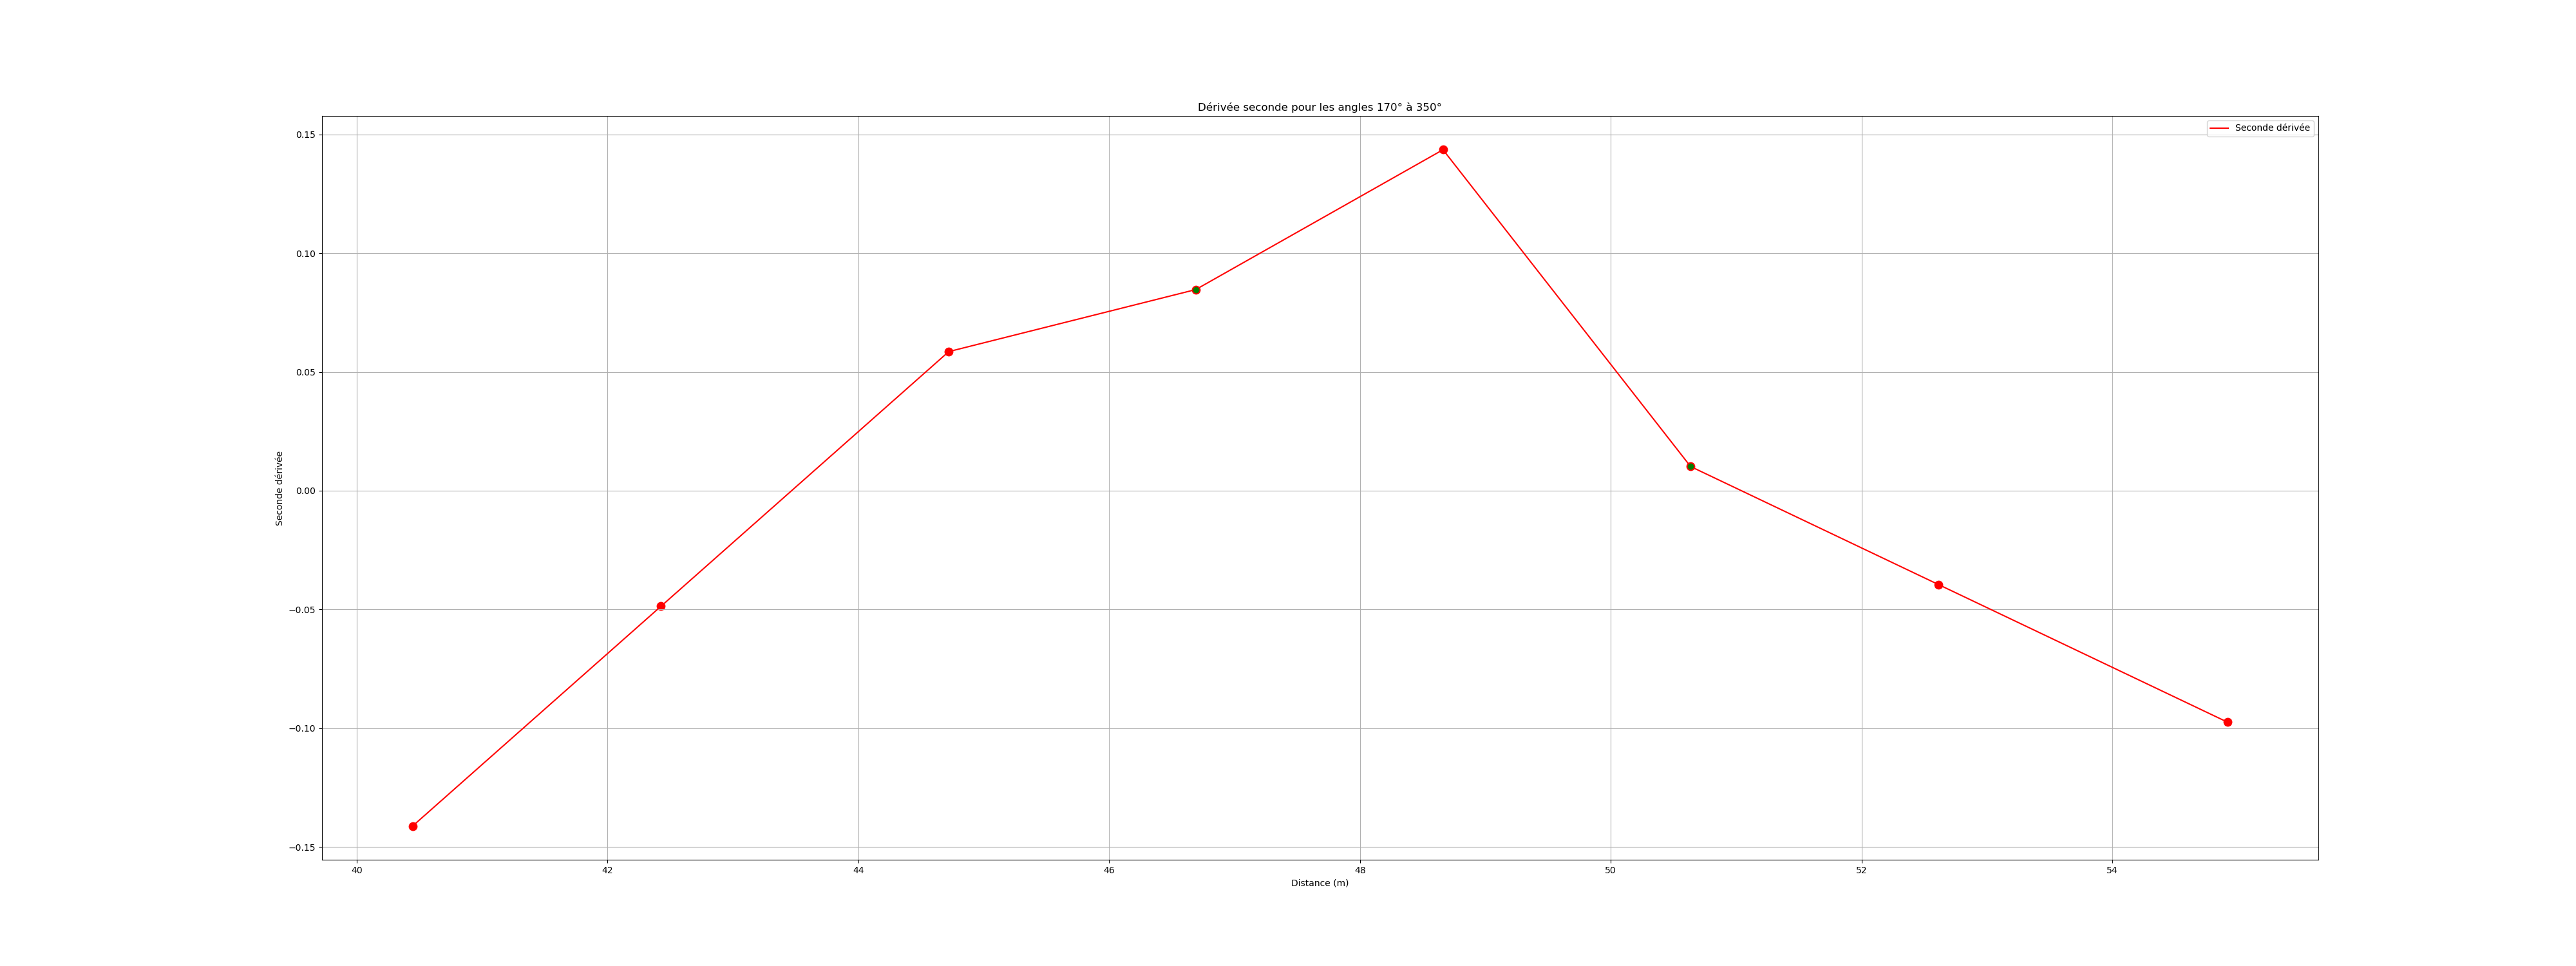 Dérivée seconde pour les angles 170° à 350°
Seconde dérivée
0.15
0.10
0.05
0.00
−0.05
−0.10
−0.15
Seconde dérivée
40 42 44 46 48 50 52 54
Distance (m)